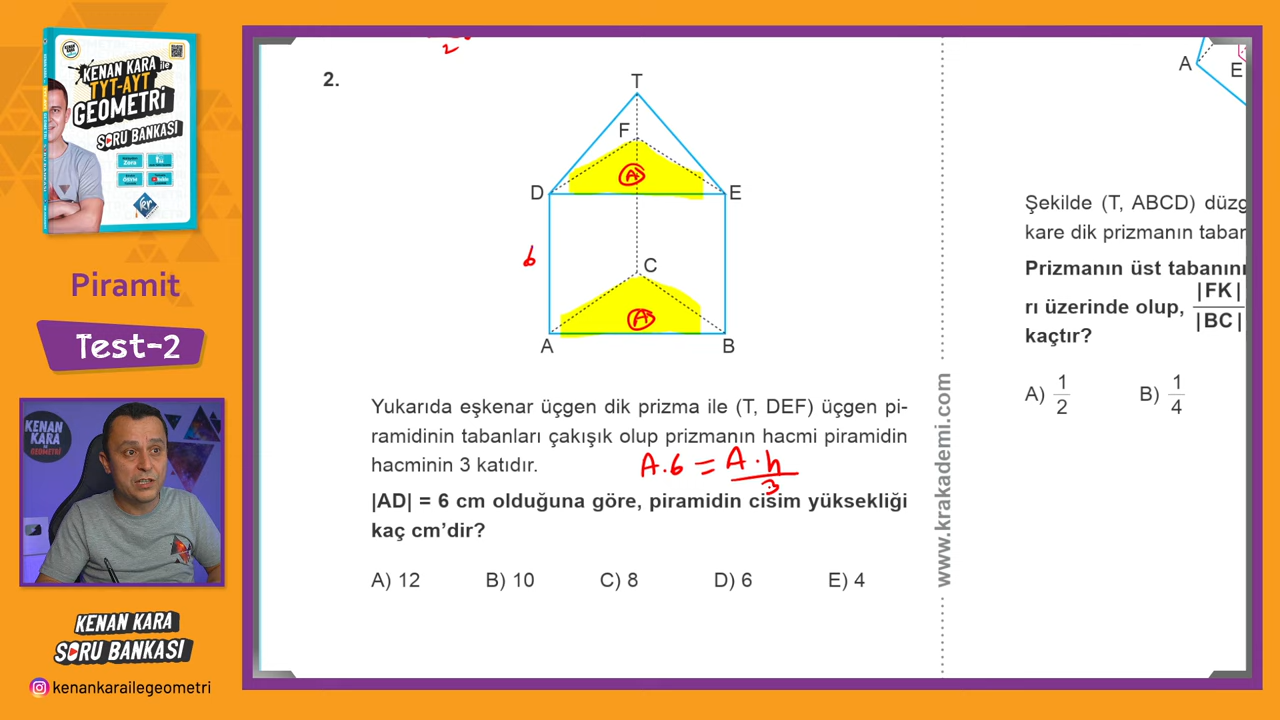 KENAN KARA ile
TYT-AYT
GEOMETRİ
SORU BANKASI
Piramit
Test-2
KENAN
KARA
KENAN KARA
SORU BANKASI
kenankarailegeometri
2
2.
T
F
A
D
E
6
C
A
A
B
Yukarıda eşkenar üçgen dik prizma ile (T, DEF) üçgen pi-
ramidinin tabanları çakışık olup prizmanın hacmi piramidin
hacminin 3 katıdır.
A.6 = A.h/3
|AD| = 6 cm olduğuna göre, piramidin cisim yüksekliği
kaç cm'dir?
A) 12 B) 10 C) 8 D) 6 E) 4
www.krakademi.com
A
E
Şekilde (T, ABCD) düzg
kare dik prizmanın tabar
Prizmanın üst tabanını
rı üzerinde olup, |FK|/|BC|
kaçtır?
A) 1/2 B) 1/4